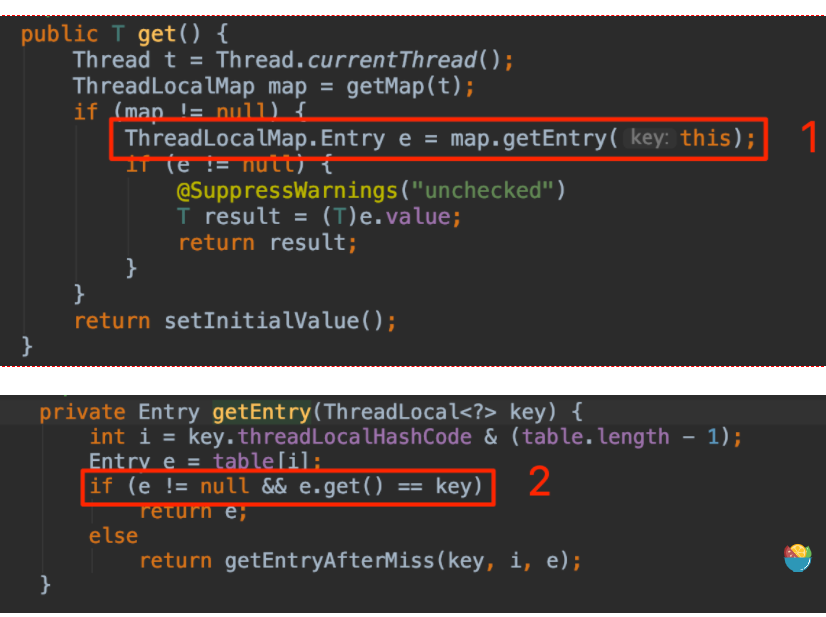 public T get() {
    Thread t = Thread.currentThread();
    ThreadLocalMap map = getMap(t);
    if (map != null) {
        ThreadLocalMap.Entry e = map.getEntry( key: this); 1
        if (e != null) {
            @SuppressWarnings("unchecked")
            T result = (T)e.value;
            return result;
        }
    }
    return setInitialValue();
}
private Entry getEntry(ThreadLocal<?> key) {
    int i = key.threadLocalHashCode & (table.length - 1);
    Entry e = table[i];
    if (e != null && e.get() == key) 2
        return e;
    else
        return getEntryAfterMiss(key, i, e);
}